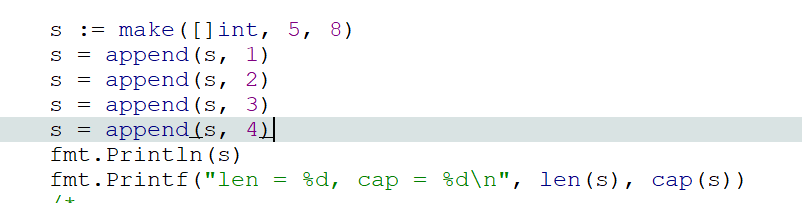 s := make([]int, 5, 8)
s = append(s, 1)
s = append(s, 2)
s = append(s, 3)
s = append(s, 4)
fmt.Println(s)
fmt.Printf("len = %d, cap = %d\n", len(s), cap(s))
/*